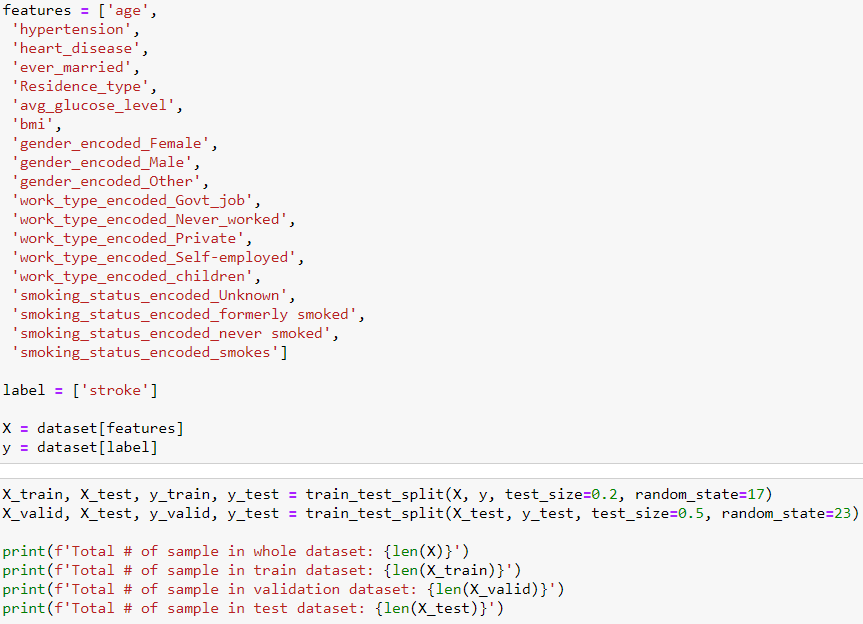 features = ['age',
 'hypertension',
 'heart_disease',
 'ever_married',
 'Residence_type',
 'avg_glucose_level',
 'bmi',
 'gender_encoded_Female',
 'gender_encoded_Male',
 'gender_encoded_Other',
 'work_type_encoded_Govt_job',
 'work_type_encoded_Never_worked',
 'work_type_encoded_Private',
 'work_type_encoded_Self-employed',
 'work_type_encoded_children',
 'smoking_status_encoded_Unknown',
 'smoking_status_encoded_formerly smoked',
 'smoking_status_encoded_never smoked',
 'smoking_status_encoded_smokes']
label = ['stroke']
X = dataset[features]
y = dataset[label]
X_train, X_test, y_train, y_test = train_test_split(X, y, test_size=0.2, random_state=17)
X_valid, X_test, y_valid, y_test = train_test_split(X_test, y_test, test_size=0.5, random_state=23)
print(f'Total # of sample in whole dataset: {len(X)}')
print(f'Total # of sample in train dataset: {len(X_train)}')
print(f'Total # of sample in validation dataset: {len(X_valid)}')
print(f'Total # of sample in test dataset: {len(X_test)}')